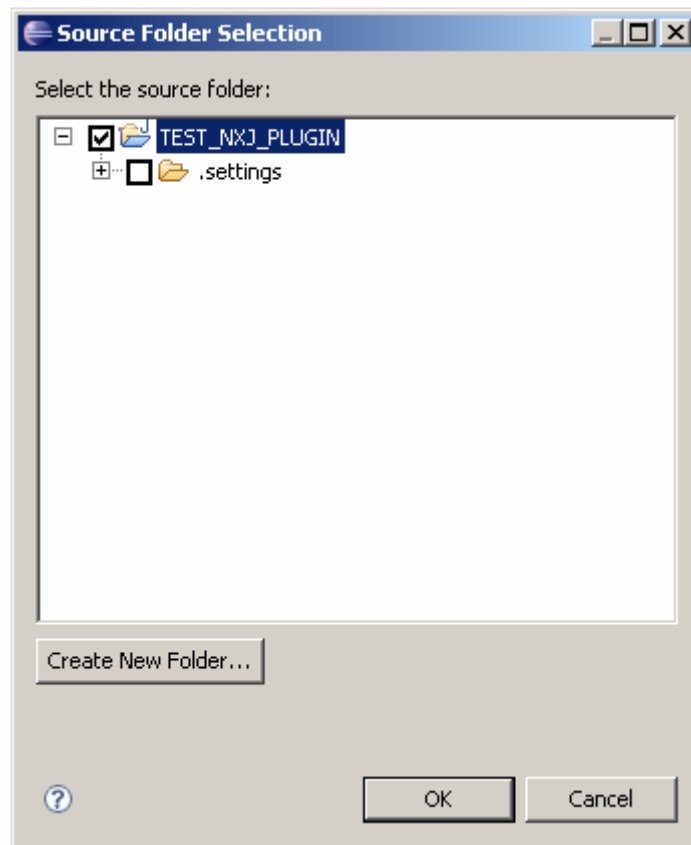 Source Folder Selection
Select the source folder:
TEST_NXJ_PLUGIN
.settings
Create New Folder...
OK
Cancel